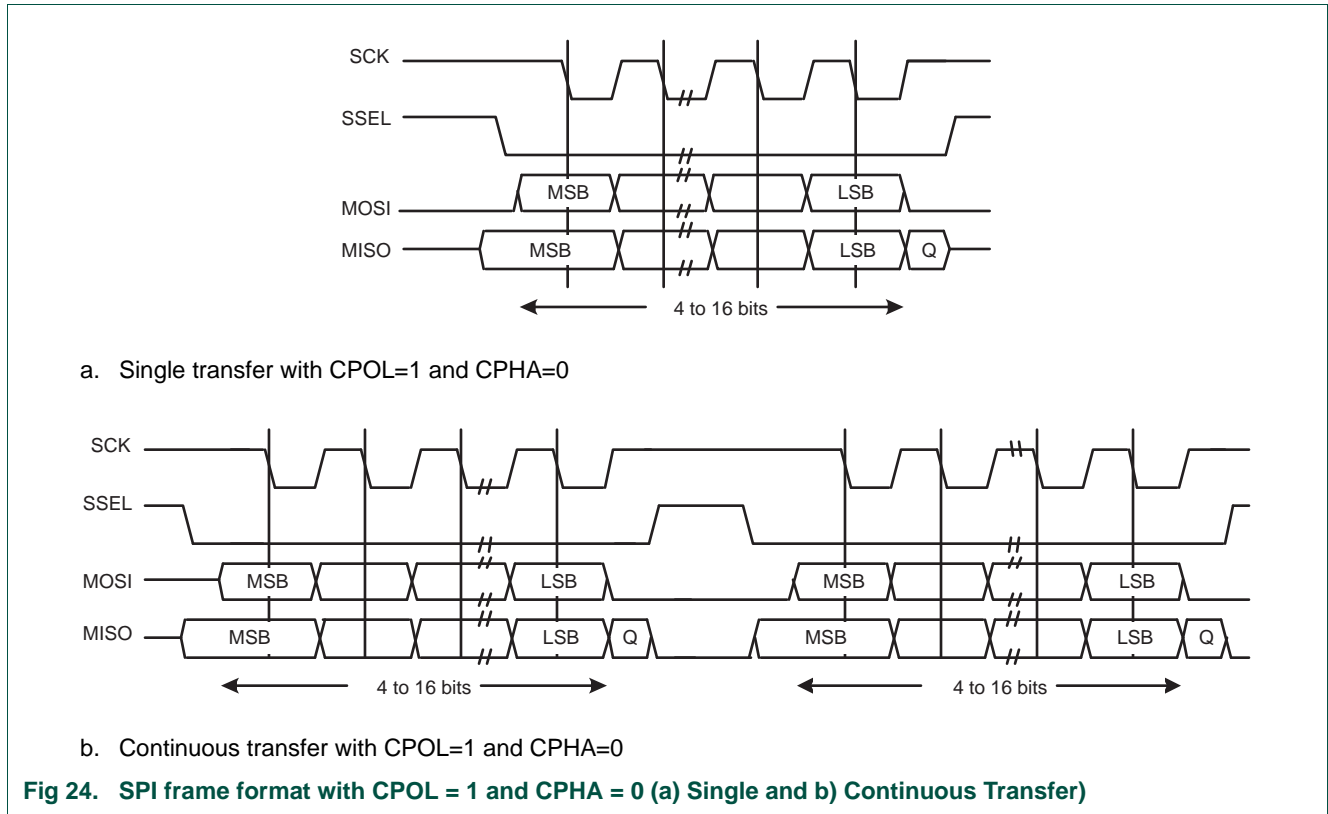 SCK
SSEL
MOSI MSB LSB
MISO MSB LSB Q
4 to 16 bits
a. Single transfer with CPOL=1 and CPHA=0
SCK
SSEL
MOSI MSB LSB MSB LSB
MISO MSB LSB Q MSB LSB Q
4 to 16 bits 4 to 16 bits
b. Continuous transfer with CPOL=1 and CPHA=0
Fig 24. SPI frame format with CPOL = 1 and CPHA = 0 (a) Single and b) Continuous Transfer)